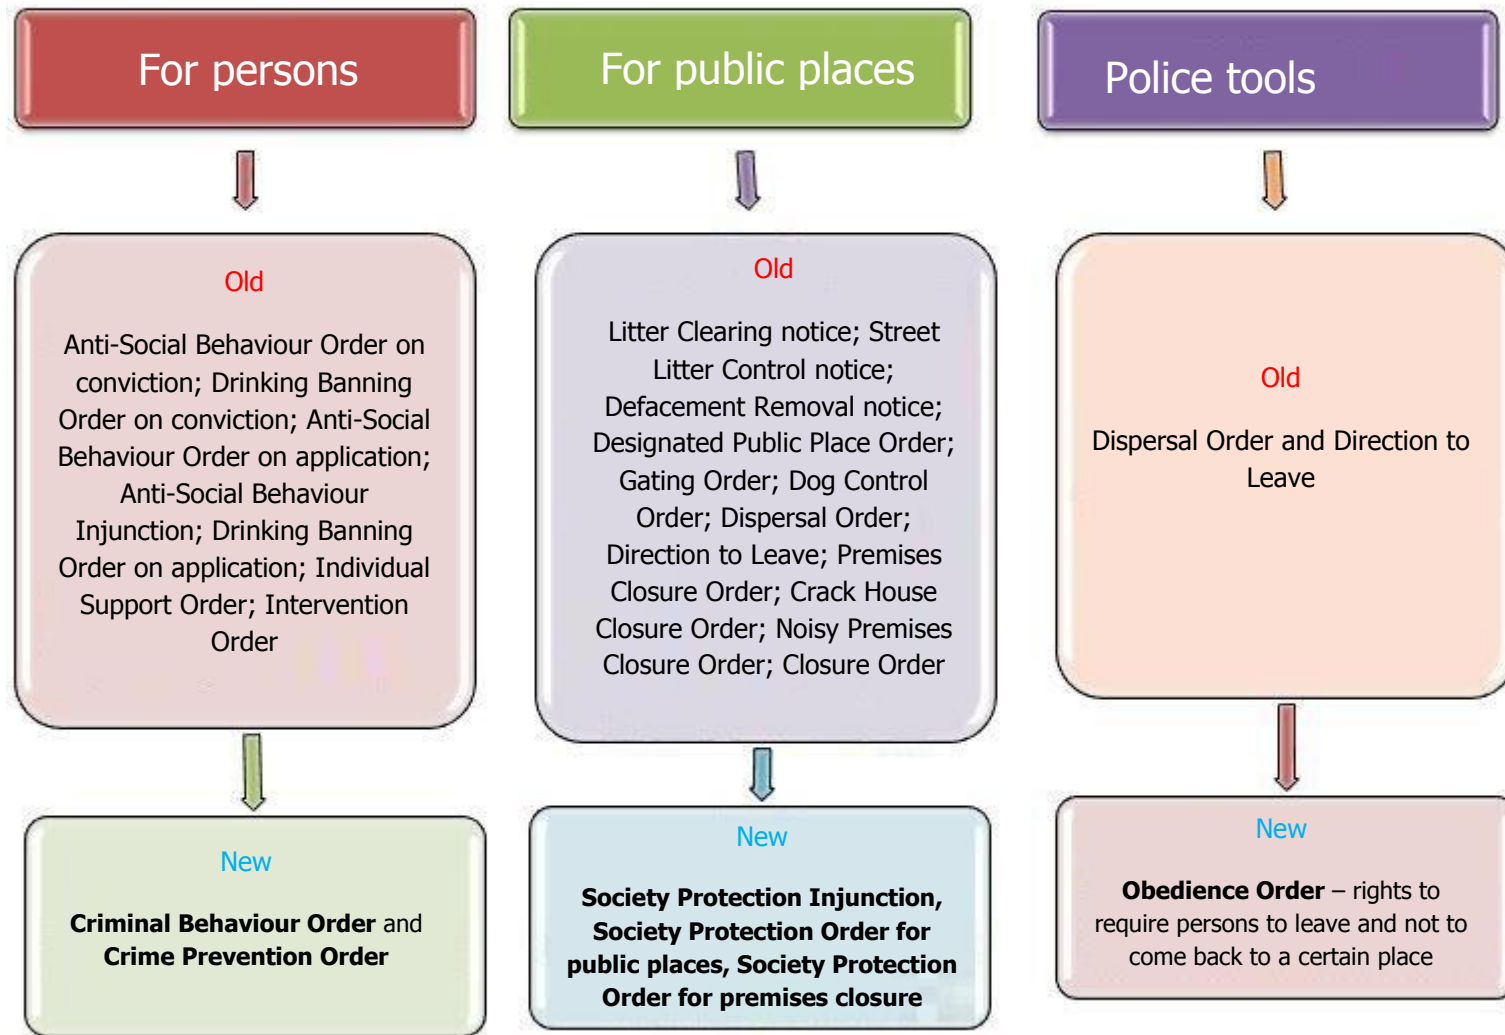 For persons
Old
Anti-Social Behaviour Order on
conviction; Drinking Banning
Order on conviction; Anti-Social
Behaviour Order on application;
Anti-Social Behaviour
Injunction; Drinking Banning
Order on application; Individual
Support Order; Intervention
Order
New
Criminal Behaviour Order and
Crime Prevention Order
For public places
Old
Litter Clearing notice; Street
Litter Control notice;
Defacement Removal notice;
Designated Public Place Order;
Gating Order; Dog Control
Order; Dispersal Order;
Direction to Leave; Premises
Closure Order; Crack House
Closure Order; Noisy Premises
Closure Order; Closure Order
New
Society Protection Injunction,
Society Protection Order for
public places, Society Protection
Order for premises closure
Police tools
Old
Dispersal Order and Direction to
Leave
New
Obedience Order – rights to
require persons to leave and not to
come back to a certain place